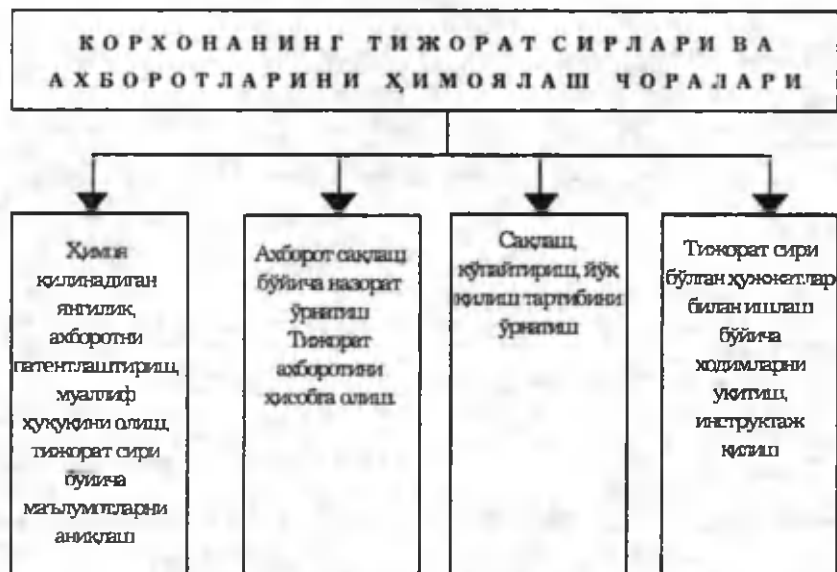 КОРХОНАНИНГ ТИЖОРАТ СИРЛАРИ ВА
АХБОРОТЛАРИНИ ҲИМОЯЛАШ ЧОРАЛАРИ
Ҳимоя
қилинадиган
янгилик,
ахборотни
патентлаштириш,
муаллиф
ҳуқуқини олиш,
тижорат сири
буйича
маълумотларни
аниқлаш
Ахборот сақлаш
бўйича назорат
ўрнатиш
Тижорат
ахборотини
ҳисобга олиш.
Сақлаш,
кўпайтириш, йўқ
қилиш тартибини
ўрнатиш
Тижорат сири
бўлган ҳужжатлар
билан ишлаш
бўйича
ходимларни
уқитиш,
инструктаж
қилиш